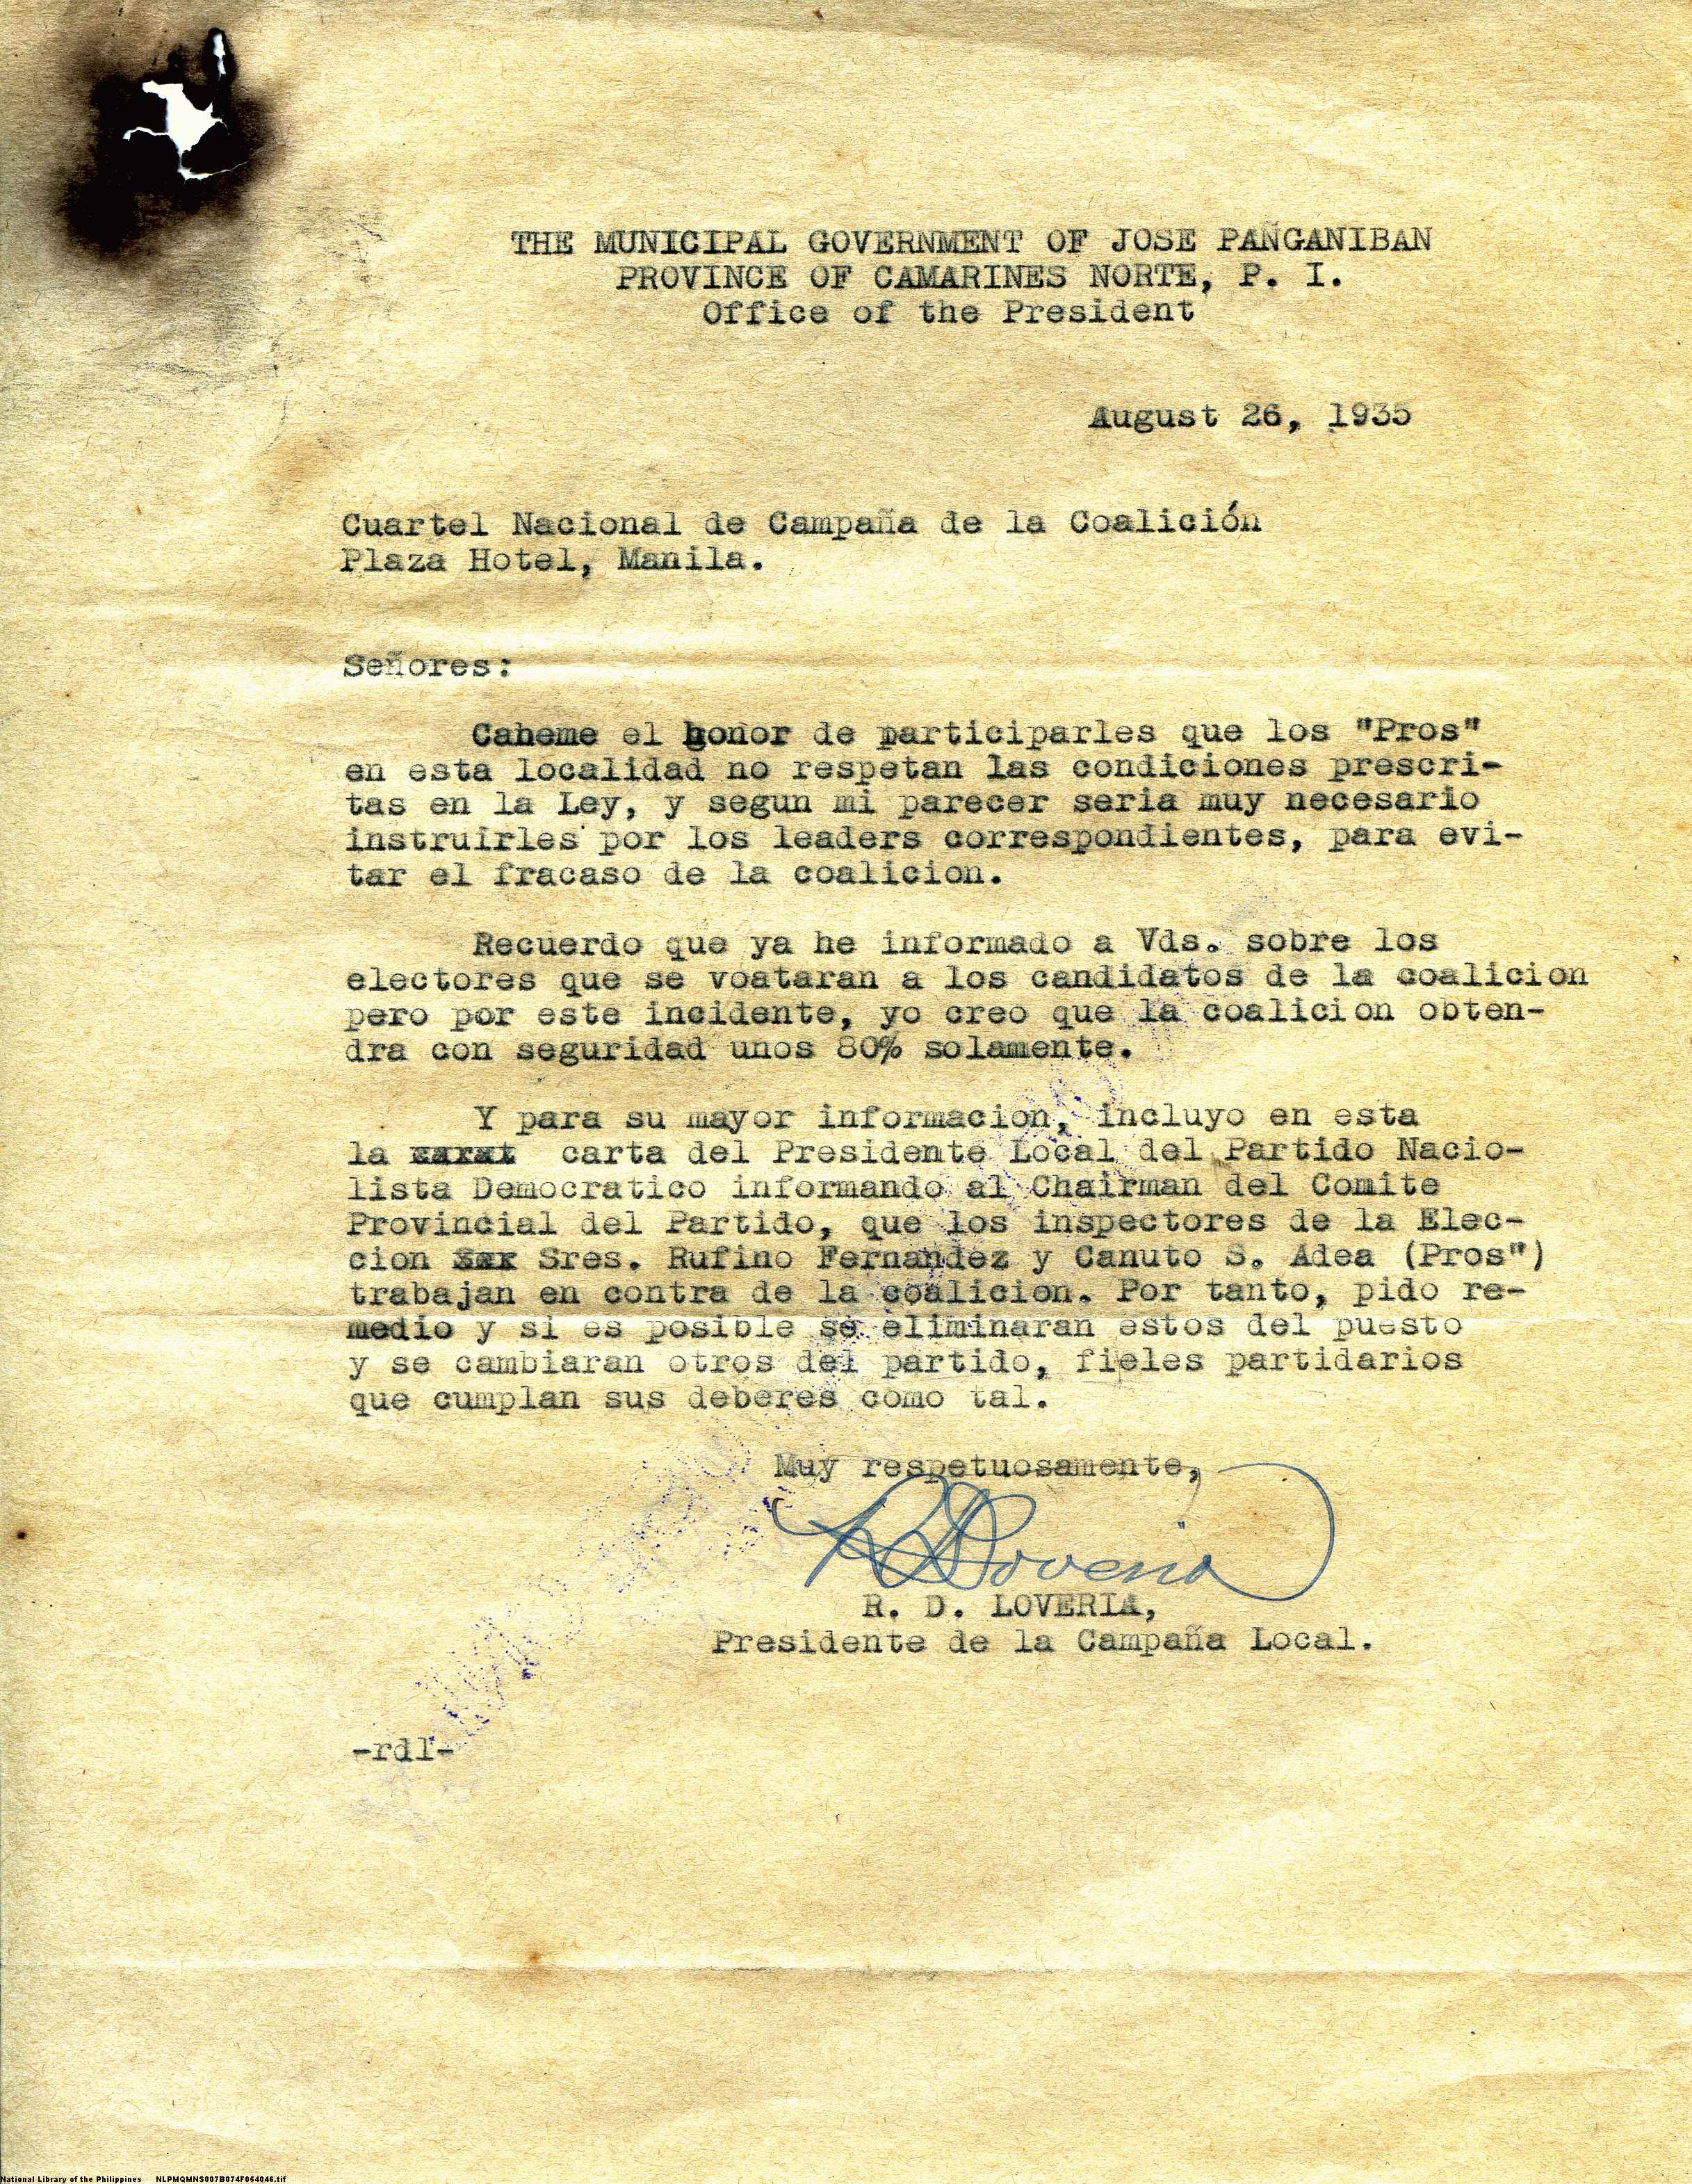 THE MUNICIPAL GOVERNMENT OF JOSE PAÑGANIBAN
PROVINCE OF CAMARINES NORTE, P. I.
Office of the President
August 26, 1935
Cuartel Nacional de Campaña de la Coalición
Plaza Hotel, Manila.
Señores:
Cabeme el honor de participarles que los "Pros"
en esta localidad no respetan las condiciones prescri-
tas en la Ley, y segun mi parecer seria muy necesario
instruirles por los leaders correspondientes, para evi-
tar el fracaso de la coalicion.
Recuerdo que ya he informado a Vds. sobre los
electores que se voataran a los candidatos de la coalicion
pero por este incidente, yo creo que la coalicion obten-
dra con seguridad unos 80% solamente.
Y para su mayor informacion, incluyo en esta
la carta del Presidente Local del Partido Nacio-
lista Democratico informando al Chairman del Comite
Provincial del Partido, que los inspectores de la Elec-
cion Sres. Rufino Fernandez y Canuto S. Adea (Pros")
trabajan en contra de la coalicion. Por tanto, pido re-
medio y si es posible se eliminaran estos del puesto
y se cambiaran otros del partido, fieles partidarios
que cumplan sus deberes como tal.
Muy respetuosamente,
R. D. LOVERIA,
Presidente de la Campaña Local.
-rdl-
National Library of the Philippines NLPMQMNS007B074F054046.tif